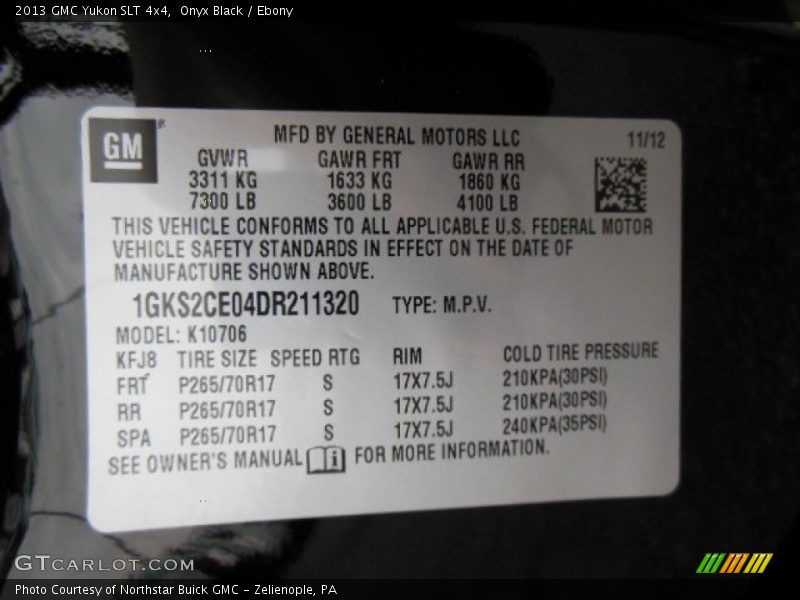 2013 GMC Yukon SLT 4x4, Onyx Black / Ebony
GM ®
MFD BY GENERAL MOTORS LLC 11/12
GVWR GAWR FRT GAWR RR
3311 KG 1633 KG 1860 KG
7300 LB 3600 LB 4100 LB
THIS VEHICLE CONFORMS TO ALL APPLICABLE U.S. FEDERAL MOTOR
VEHICLE SAFETY STANDARDS IN EFFECT ON THE DATE OF
MANUFACTURE SHOWN ABOVE.
1GKS2CE04DR211320 TYPE: M.P.V.
MODEL: K10706
KFJ8 TIRE SIZE SPEED RTG RIM COLD TIRE PRESSURE
FRT P265/70R17 S 17X7.5J 210KPA(30PSI)
RR P265/70R17 S 17X7.5J 210KPA(30PSI)
SPA P265/70R17 S 17X7.5J 240KPA(35PSI)
SEE OWNER'S MANUAL i FOR MORE INFORMATION.
GTCARLOT.COM
Photo Courtesy of Northstar Buick GMC - Zelienople, PA